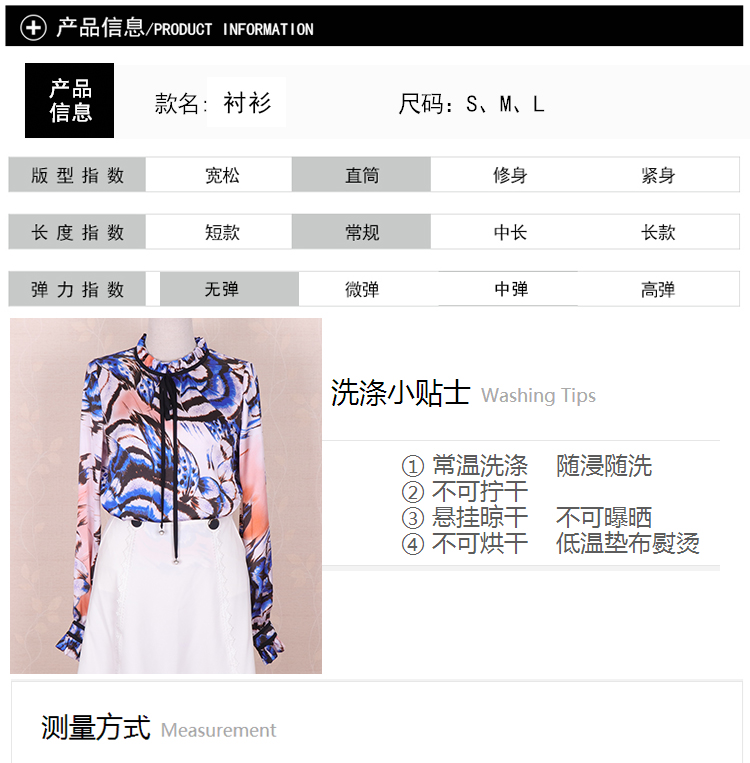 产品信息/PRODUCT INFORMATION
产品
信息
款名: 衬衫 尺码：S、M、L
版型指数 宽松 直筒 修身 紧身
长度指数 短款 常规 中长 长款
弹力指数 无弹 微弹 中弹 高弹
洗涤小贴士 Washing Tips
① 常温洗涤 随浸随洗
② 不可拧干
③ 悬挂晾干 不可曝晒
④ 不可烘干 低温垫布熨烫
测量方式 Measurement